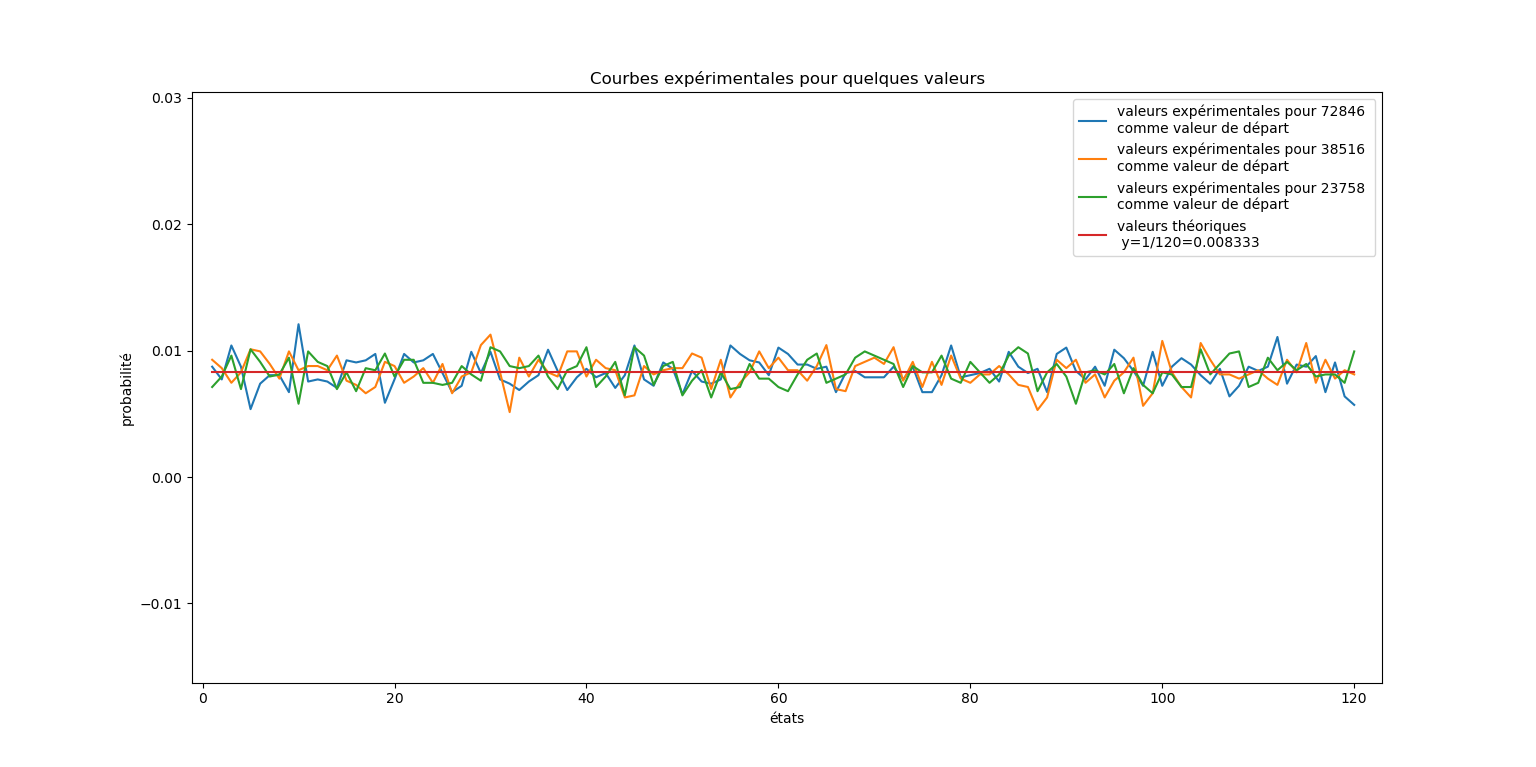 Courbes expérimentales pour quelques valeurs
0.03
0.02
0.01
0.00
−0.01
probabilité
valeurs expérimentales pour 72846
comme valeur de départ
valeurs expérimentales pour 38516
comme valeur de départ
valeurs expérimentales pour 23758
comme valeur de départ
valeurs théoriques
y=1/120=0.008333
0 20 40 60 80 100 120
états